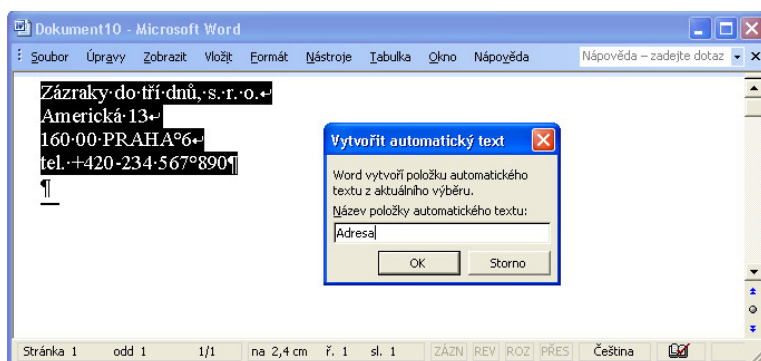 Dokument10 - Microsoft Word
Soubor Úpravy Zobrazit Vložit Formát Nástroje Tabulka Okno Nápověda Nápověda – zadejte dotaz
Zázraky·do·tří·dnů,·s.·r.·o.↵
Americká·13↵
160·00·PRAHA°6↵
tel.·+420-234·567°890¶
¶
Vytvořit automatický text
Word vytvoří položku automatického
textu z aktuálního výběru.
Název položky automatického textu:
Adresa
OK Storno
Stránka 1 odd 1 1/1 na 2,4 cm ř. 1 sl. 1 ZÁZN REV ROZ PŘES Čeština